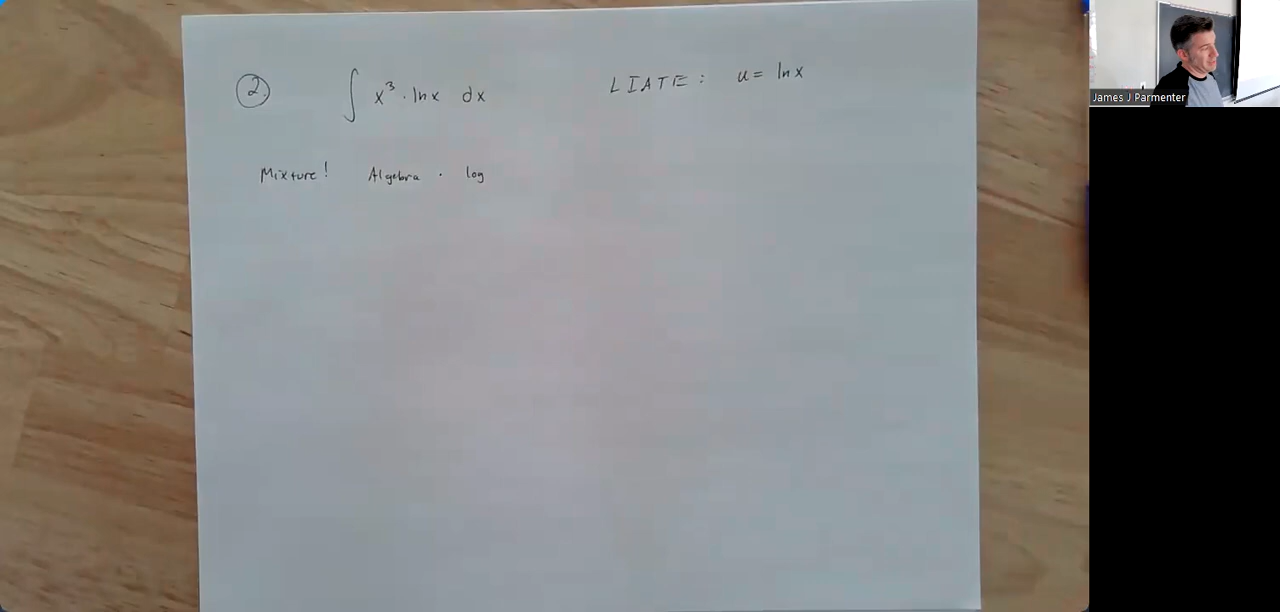 ② ∫ x³ · ln x dx LIATE: u = ln x
Mixture! Algebra · log
James J Parmenter